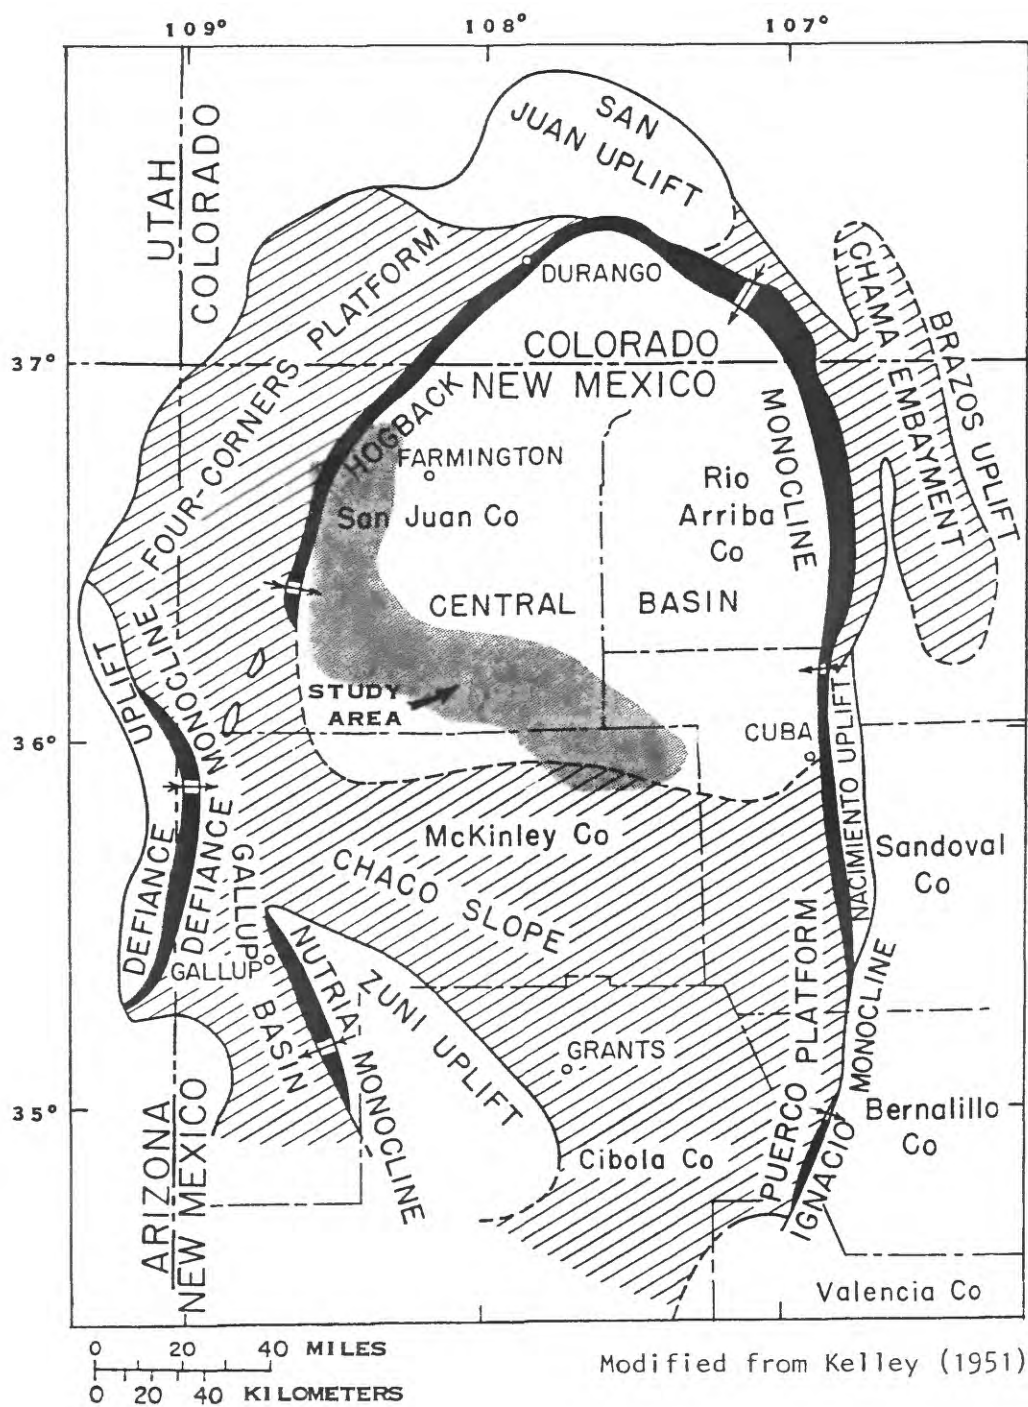 109° 108° 107°
SAN
JUAN UPLIFT
UTAH
COLORADO
FOUR-CORNERS PLATFORM
DURANGO
CHAMA
EMBAYMENT
BRAZOS UPLIFT
37°
COLORADO
NEW MEXICO
HOGBACK
MONOCLINE
FARMINGTON
San Juan Co
Rio
Arriba
Co
CENTRAL BASIN
STUDY
AREA
UPLIFT
MONOCLINE
36°
CUBA
NACIMIENTO UPLIFT
DEFIANCE
DEFIANCE
GALLUP
McKinley Co
Sandoval
Co
CHACO SLOPE
GALLUP
BASIN
NUTRIA
MONOCLINE
ZUNI UPLIFT
GRANTS
PUERCO PLATFORM
MONOCLINE
IGNACIO
35°
Bernalillo
Co
Cibola Co
ARIZONA
NEW MEXICO
Valencia Co
0 20 40 MILES
0 20 40 KILOMETERS
Modified from Kelley (1951)